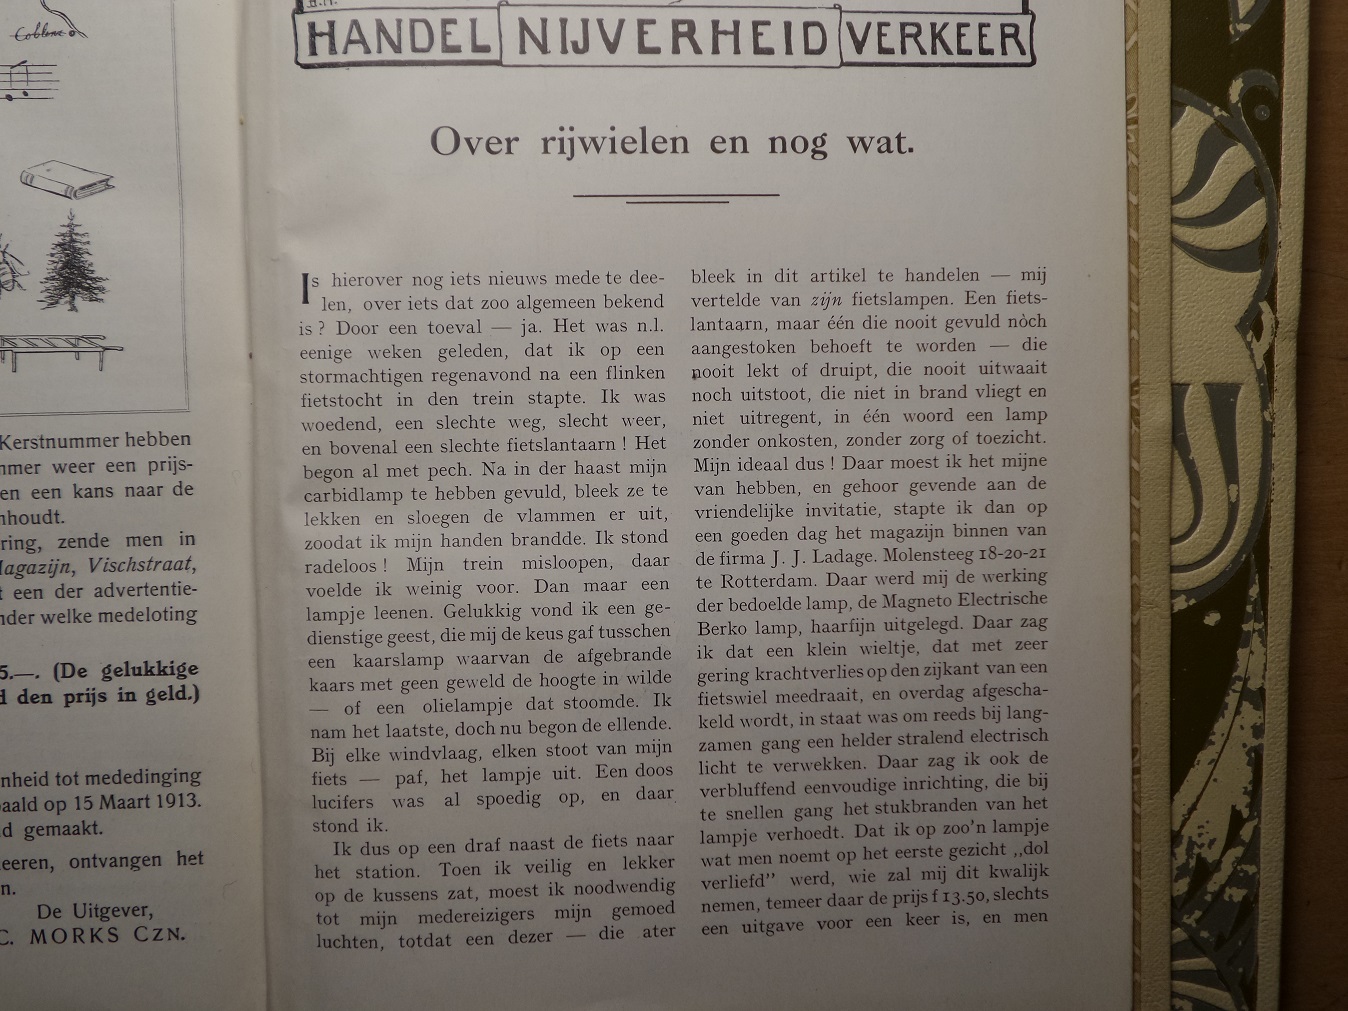 Coblenz
Kerstnummer hebben
weer een prijs-
en een kans naar de
zende men in
Vischstraat,
een der advertentie-
welke medeloting
5.—. (De gelukkige
den prijs in geld.)
tot mededinging
op 15 Maart 1913.
gemaakt.
ontvangen het
De Uitgever,
C. MORKS CZN.
HANDEL NIJVERHEID VERKEER
Over rijwielen en nog wat.
Is hierover nog iets nieuws mede te dee-
len, over iets dat zoo algemeen bekend
is? Door een toeval — ja. Het was n.l.
eenige weken geleden, dat ik op een
stormachtigen regenavond na een flinken
fietstocht in den trein stapte. Ik was
woedend, een slechte weg, slecht weer,
en bovenal een slechte fietslantaarn! Het
begon al met pech. Na in der haast mijn
carbidlamp te hebben gevuld, bleek ze te
lekken en sloegen de vlammen er uit,
zoodat ik mijn handen brandde. Ik stond
radeloos! Mijn trein misloopen, daar
voelde ik weinig voor. Dan maar een
lampje leenen. Gelukkig vond ik een ge-
dienstige geest, die mij de keus gaf tusschen
een kaarslamp waarvan de afgebrande
kaars met geen geweld de hoogte in wilde
— of een olielampje dat stoomde. Ik
nam het laatste, doch nu begon de ellende.
Bij elke windvlaag, elken stoot van mijn
fiets — paf, het lampje uit. Een doos
lucifers was al spoedig op, en daar
stond ik.
Ik dus op een draf naast de fiets naar
het station. Toen ik veilig en lekker
op de kussens zat, moest ik noodwendig
tot mijn medereizigers mijn gemoed
luchten, totdat een dezer — die ater
bleek in dit artikel te handelen — mij
vertelde van zijn fietslampen. Een fiets-
lantaarn, maar één die nooit gevuld nòch
aangestoken behoeft te worden — die
nooit lekt of druipt, die nooit uitwaait
noch uitstoot, die niet in brand vliegt en
niet uitregent, in één woord een lamp
zonder onkosten, zonder zorg of toezicht.
Mijn ideaal dus! Daar moest ik het mijne
van hebben, en gehoor gevende aan de
vriendelijke invitatie, stapte ik dan op
een goeden dag het magazijn binnen van
de firma J. J. Ladage. Molensteeg 18-20-21
te Rotterdam. Daar werd mij de werking
der bedoelde lamp, de Magneto Electrische
Berko lamp, haarfijn uitgelegd. Daar zag
ik dat een klein wieltje, dat met zeer
gering krachtverlies op den zijkant van een
fietswiel meedraait, en overdag afgescha-
keld wordt, in staat was om reeds bij lang-
zamen gang een helder stralend electrisch
licht te verwekken. Daar zag ik ook de
verbluffend eenvoudige inrichting, die bij
te snellen gang het stukbranden van het
lampje verhoedt. Dat ik op zoo'n lampje
wat men noemt op het eerste gezicht „dol
verliefd” werd, wie zal mij dit kwalijk
nemen, temeer daar de prijs f 13.50, slechts
een uitgave voor een keer is, en men